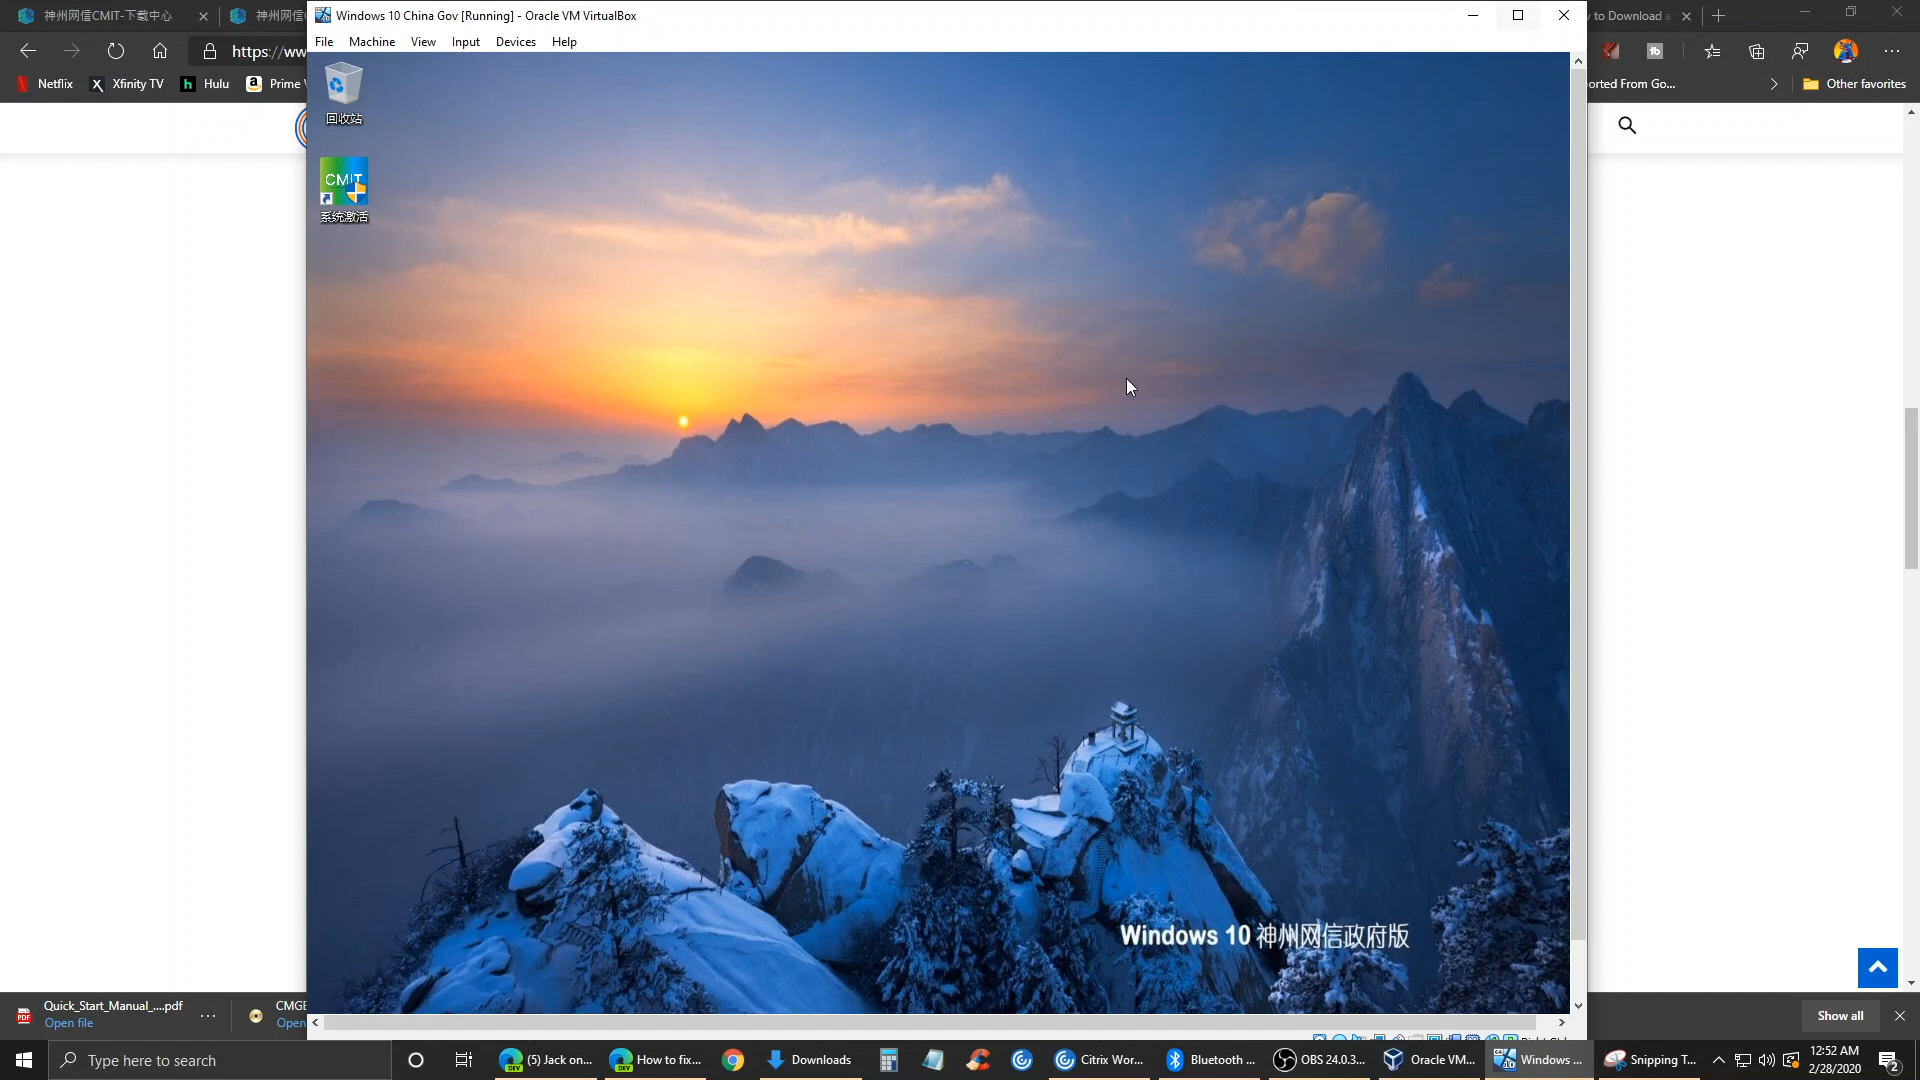 神州网信CMIT-下载中心
神州网信
Windows 10 China Gov [Running] - Oracle VM VirtualBox
to Download a
https://ww
File Machine View Input Devices Help
Netflix
Xfinity TV
Hulu
Prime
orted From Go...
Other favorites
回收站
CMIT
系统激活
Windows 10 神州网信政府版
Quick_Start_Manual_....pdf
Open file
CMGE
Open
Show all
Type here to search
(5) Jack on...
How to fix...
Downloads
Citrix Wor...
Bluetooth ...
OBS 24.0.3...
Oracle VM...
Windows ...
Snipping T...
12:52 AM
2/28/2020
2